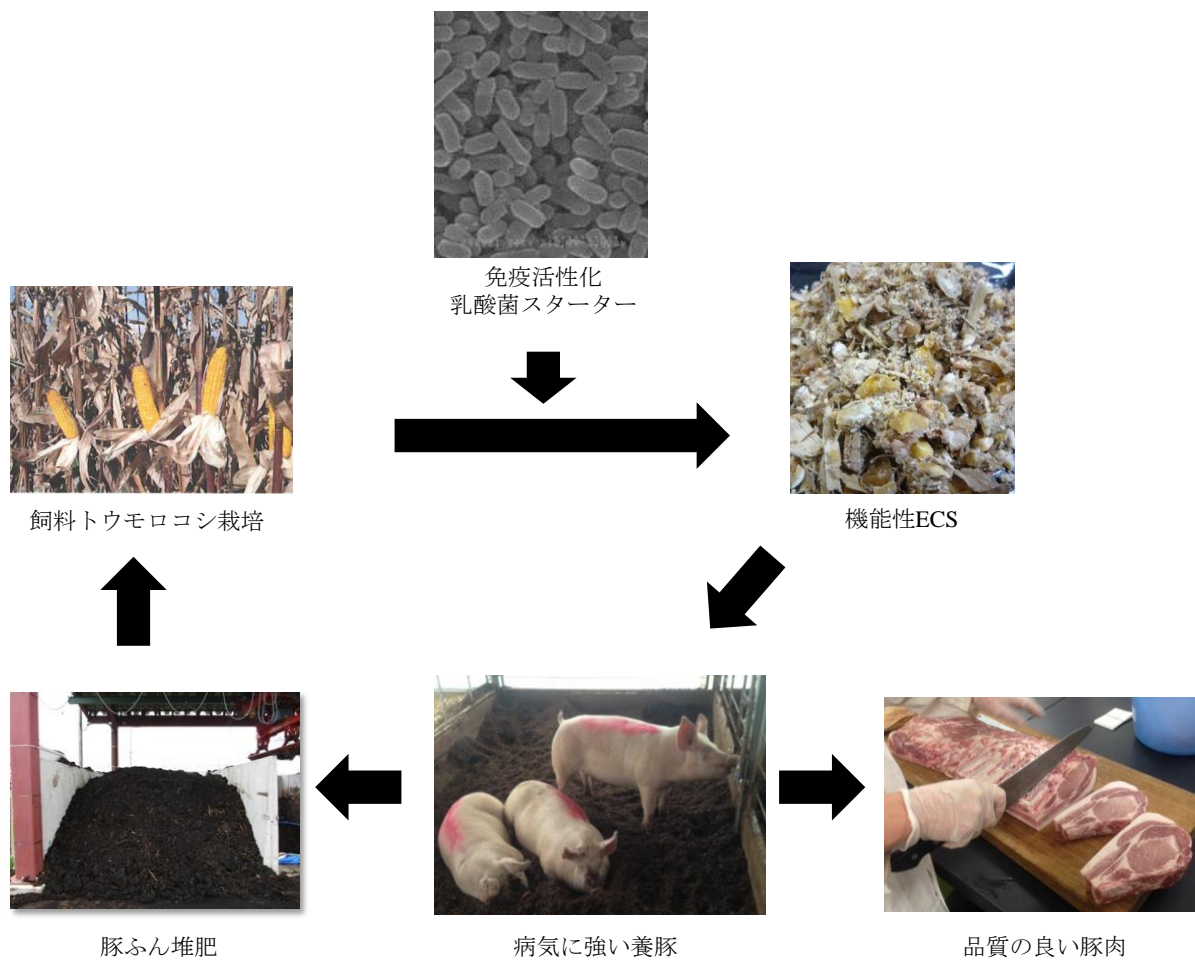 免疫活性化
乳酸菌スターター
飼料トウモロコシ栽培
機能性ECS
豚ふん堆肥
病気に強い養豚
品質の良い豚肉